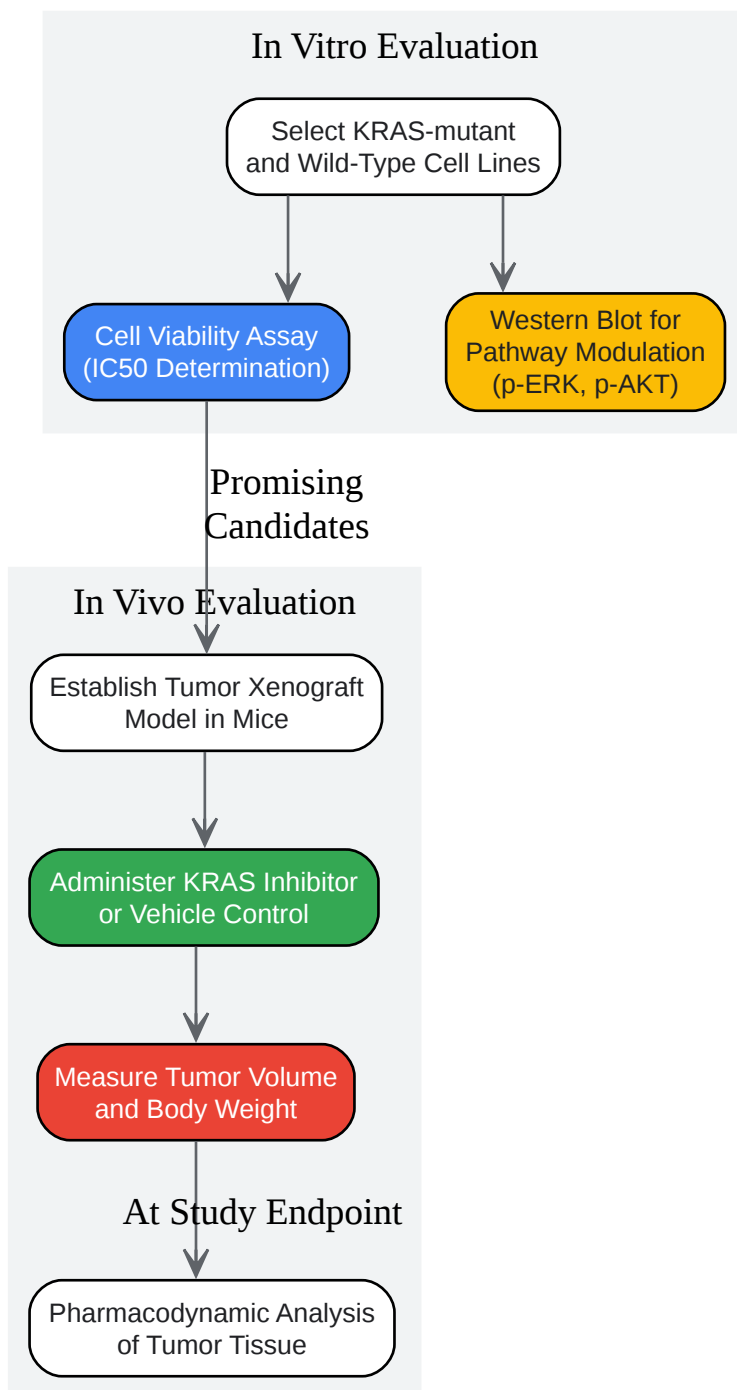 In Vitro Evaluation
Select KRAS-mutant
and Wild-Type Cell Lines
Cell Viability Assay
(IC50 Determination)
Western Blot for
Pathway Modulation
(p-ERK, p-AKT)
Promising
Candidates
In Vivo Evaluation
Establish Tumor Xenograft
Model in Mice
Administer KRAS Inhibitor
or Vehicle Control
Measure Tumor Volume
and Body Weight
At Study Endpoint
Pharmacodynamic Analysis
of Tumor Tissue